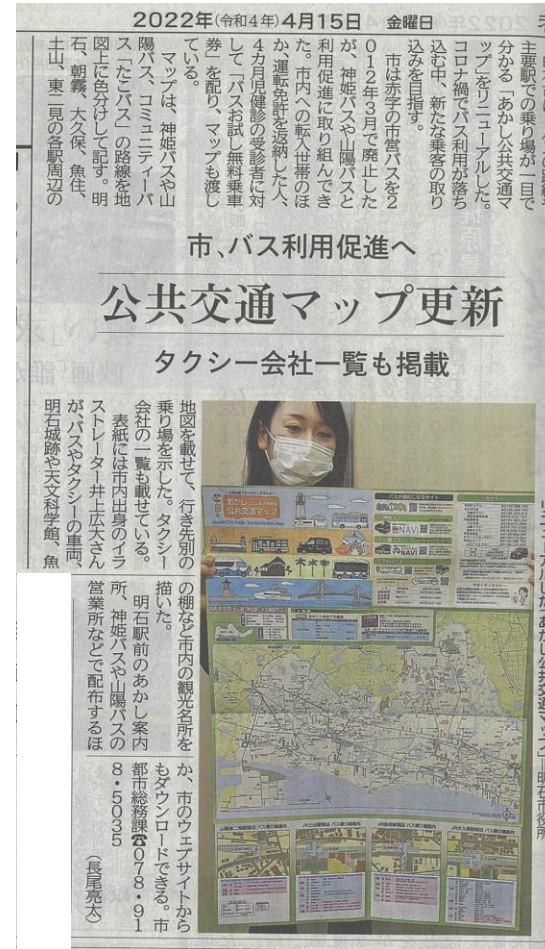 2022年(令和4年)4月15日　金曜日
主要駅での乗り場が一目で
分かる「あかし公共交通マ
ップ」をリニューアルした。
コロナ禍でバス利用が落ち
込む中、新たな乗客の取り
込みを目指す。
市は赤字の市営バスを2
012年3月で廃止した
が、神姫バスや山陽バスと
利用促進に取り組んでき
た。市内への転入世帯のほ
か、運転免許を返納した人、
4カ月児健診の受診者に対
して「バスお試し無料乗車
券」を配り、マップも渡し
ている。
マップは、神姫バスや山
陽バス、コミュニティーバ
ス「たこバス」の路線を地
図上に色分けして記す。明
石、朝霧、大久保、魚住、
土山、東二見の各駅周辺の
市、バス利用促進へ
公共交通マップ更新
タクシー会社一覧も掲載
地図を載せて、行き先別の
乗り場を示した。タクシー
会社の一覧も載せている。
表紙には市内出身のイラ
ストレーター井上広大さん
が、バスやタクシーの車両、
明石城跡や天文科学館、魚
の棚など市内の観光名所を
描いた。
明石駅前のあかし案内
所、神姫バスや山陽バスの
営業所などで配布するほ
か、市のウェブサイトから
もダウンロードできる。市
都市総務課☎078・91
8・5035
(長尾亮太)
あかし
公共交通マップ